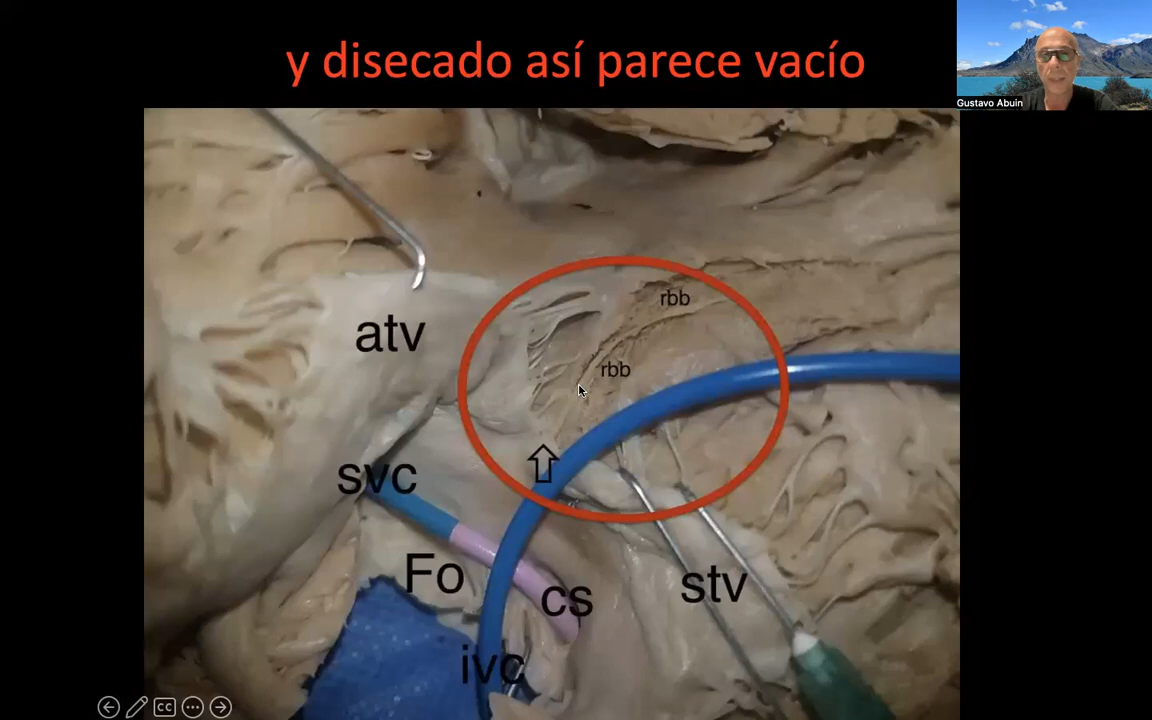 y disecado así parece vacío
Gustavo Abuin
rbb
atv
rbb
svc
Fo
cs
stv
ivc
CC